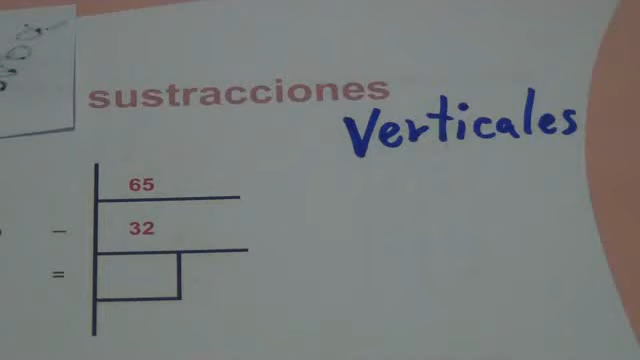 sustracciones
Verticales
65
- 32
=